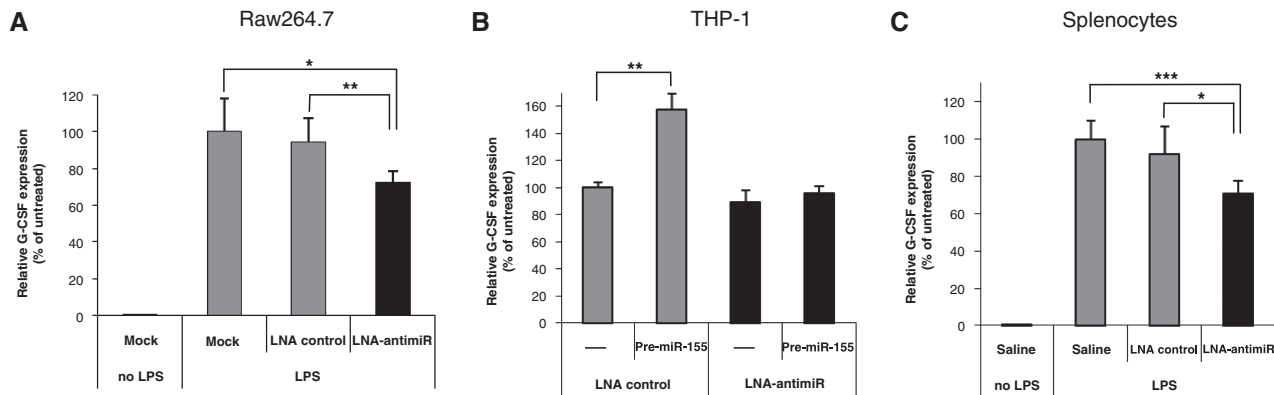 A
Raw264.7
Relative G-CSF expression
(% of untreated)
120
100
80
60
40
20
0
*
**
Mock
Mock
LNA control
LNA-antimiR
no LPS
LPS
B
THP-1
Relative G-CSF expression
(% of untreated)
160
140
120
100
80
60
40
20
0
**
—
Pre-miR-155
—
Pre-miR-155
LNA control
LNA-antimiR
C
Splenocytes
Relative G-CSF expression
(% of untreated)
120
100
80
60
40
20
0
***
*
Saline
Saline
LNA control
LNA-antimiR
no LPS
LPS